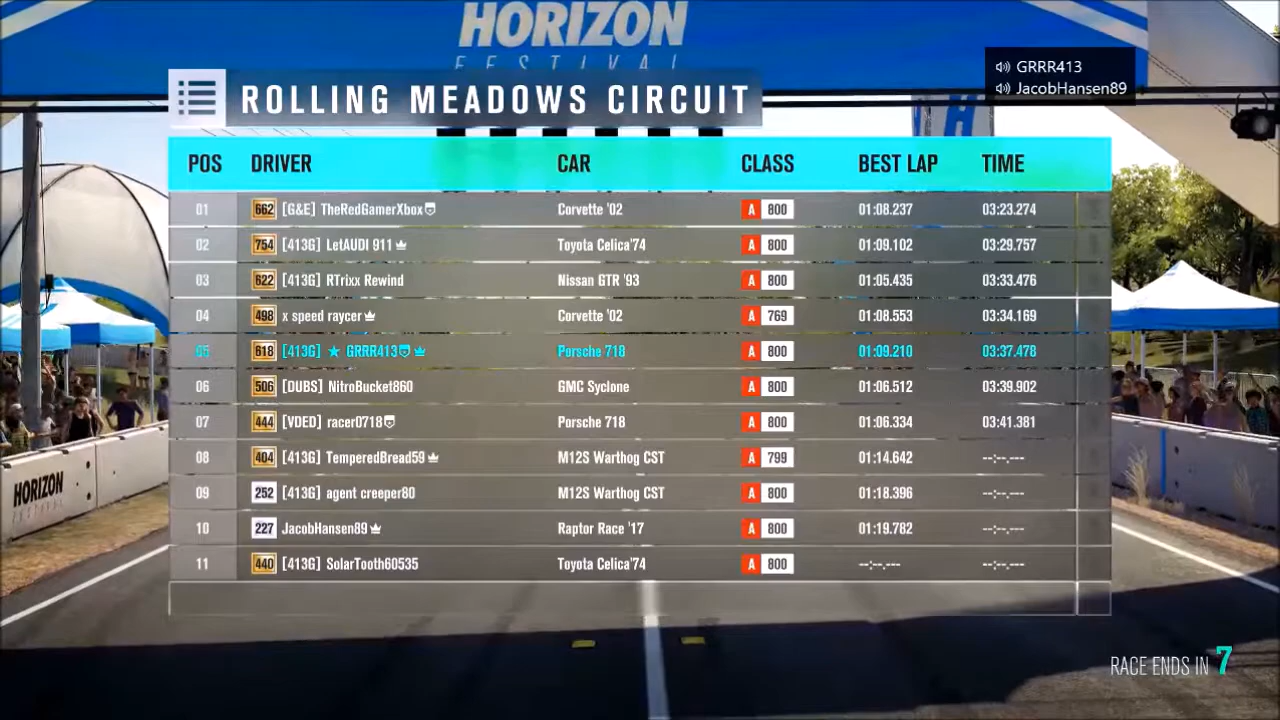 HORIZON
FESTIVAL
GRRR413
JacobHansen89
ROLLING MEADOWS CIRCUIT
POS DRIVER CAR CLASS BEST LAP TIME
01 662 [G&E] TheRedGamerXbox Corvette '02 A 800 01:08.237 03:23.274
02 754 [413G] LetAUDI 911 Toyota Celica'74 A 800 01:09.102 03:29.757
03 622 [413G] RTrixx Rewind Nissan GTR '93 A 800 01:05.435 03:33.476
04 498 x speed raycer Corvette '02 A 769 01:08.553 03:34.169
05 618 [413G] ★ GRRR413 Porsche 718 A 800 01:09.210 03:37.478
06 506 [DUBS] NitroBucket860 GMC Syclone A 800 01:06.512 03:39.902
07 444 [VDED] racer0718 Porsche 718 A 800 01:06.334 03:41.381
08 404 [413G] TemperedBread59 M12S Warthog CST A 799 01:14.642 --:--.---
09 252 [413G] agent creeper80 M12S Warthog CST A 800 01:18.396 --:--.---
10 227 JacobHansen89 Raptor Race '17 A 800 01:19.782 --:--.---
11 440 [413G] SolarTooth60535 Toyota Celica'74 A 800 --:--.--- --:--.---
HORIZON
FESTIVAL
RACE ENDS IN 7